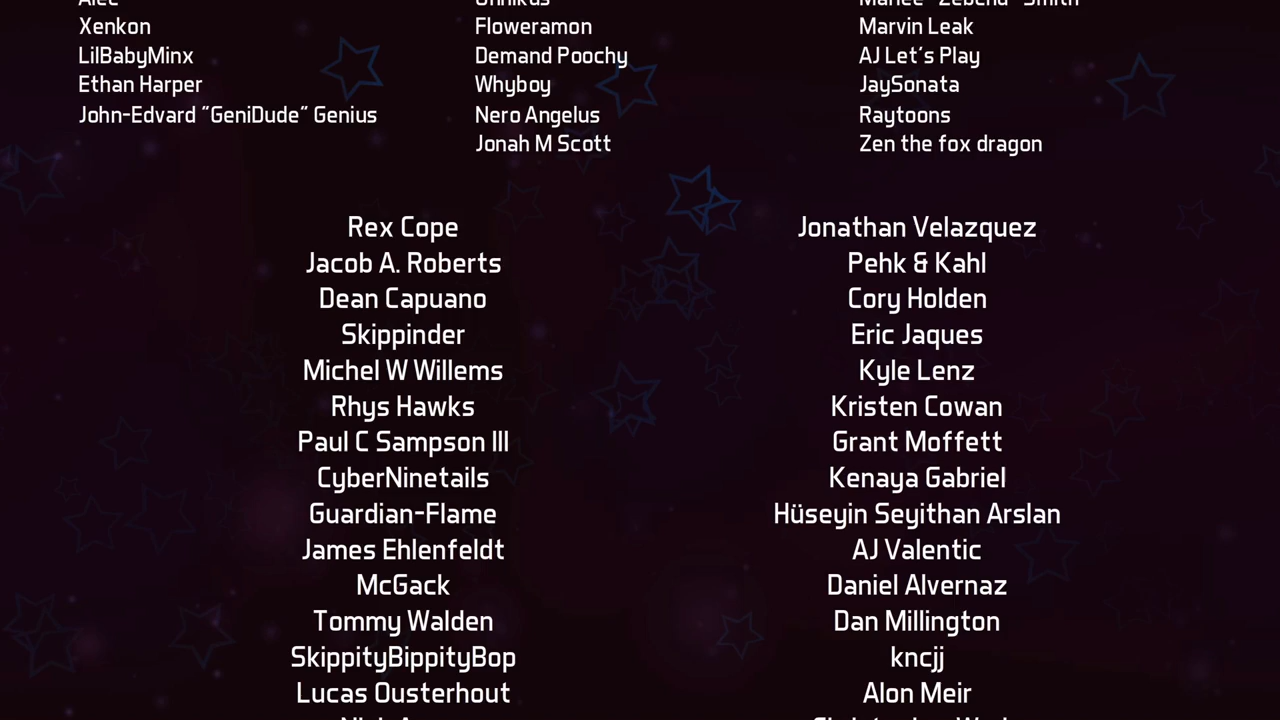 Xenkon
LilBabyMinx
Ethan Harper
John-Edvard "GeniDude" Genius
Floweramon
Demand Poochy
Whyboy
Nero Angelus
Jonah M Scott
Marvin Leak
AJ Let's Play
JaySonata
Raytoons
Zen the fox dragon
Rex Cope
Jacob A. Roberts
Dean Capuano
Skippinder
Michel W Willems
Rhys Hawks
Paul C Sampson III
CyberNinetails
Guardian-Flame
James Ehlenfeldt
McGack
Tommy Walden
SkippityBippityBop
Lucas Ousterhout
Jonathan Velazquez
Pehk & Kahl
Cory Holden
Eric Jaques
Kyle Lenz
Kristen Cowan
Grant Moffett
Kenaya Gabriel
Hüseyin Seyithan Arslan
AJ Valentic
Daniel Alvernaz
Dan Millington
kncjj
Alon Meir